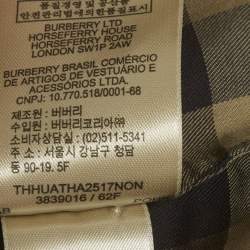 품질경영 및 공산품
안전관리법에 의한 표시
BURBERRY LTD
HORSEFERRY HOUSE
HORSEFERRY ROAD
LONDON SW1P 2AW
BURBERRY BRASIL COMÉRCIO
DE ARTIGOS DE VESTUÁRIO E
ACESSÓRIOS LTDA.
CNPJ: 10.770.518/0001-68
제조원 : 버버리
수입원 : 버버리코리아㈜
소비자상담실 : (02)511-5341
주소 : 서울시 강남구 청담
동 90-19.5F
THHUATHA2517NON
3839016 / 62F